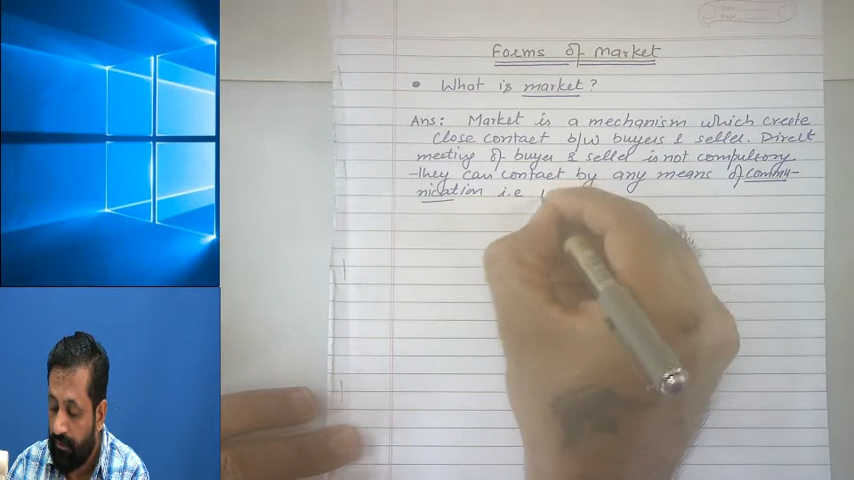 Forms of market
• What is market?
Ans: Market is a mechanism which create
close contact b/w buyers & seller. Direct
meeting of buyer & seller is not compulsory.
They can contact by any means of commu-
nication i.e